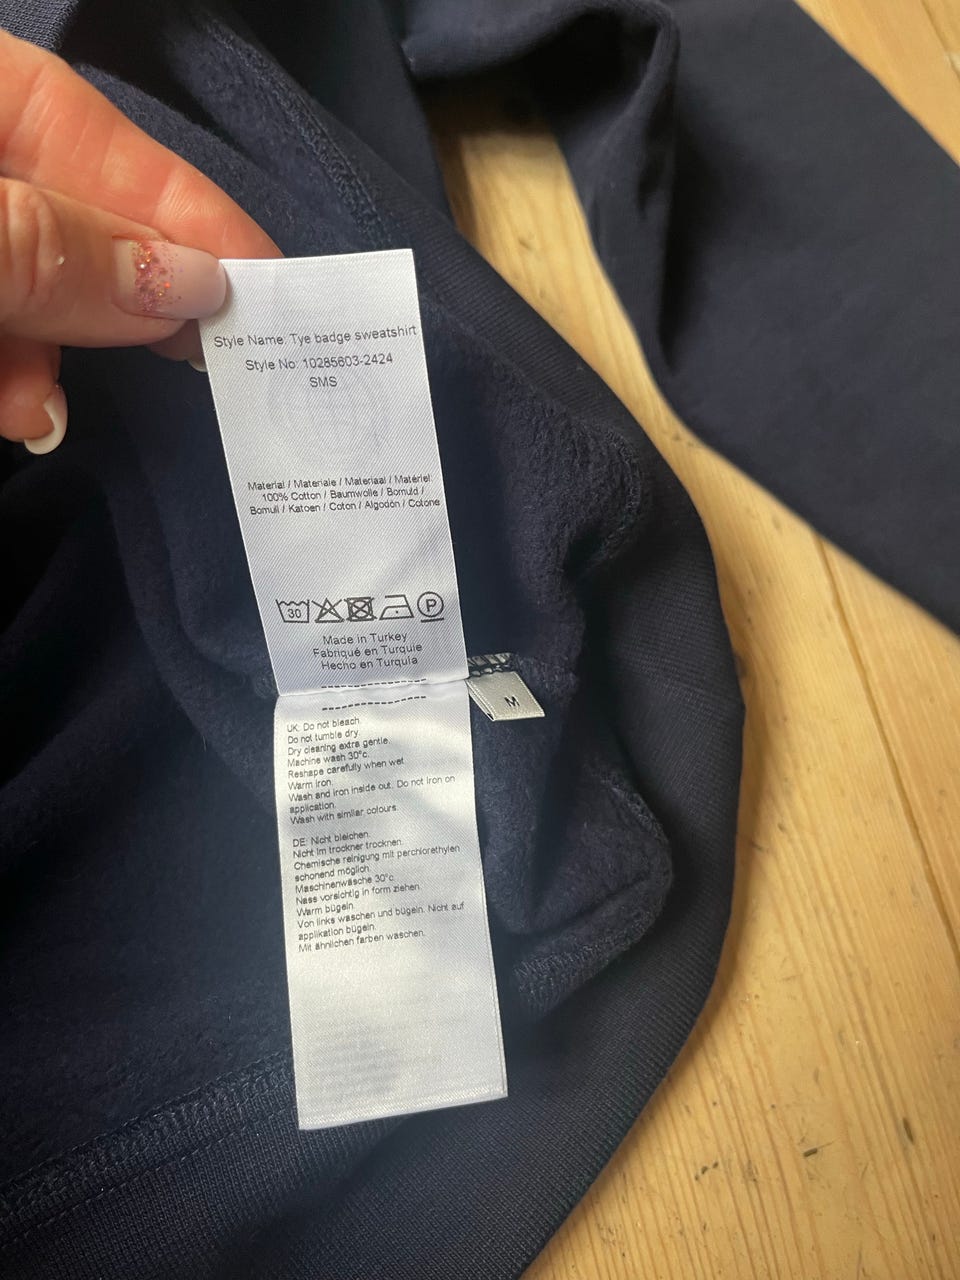 Style Name: Tye badge sweatshirt
Style No: 10285603-2424
SMS
Material / Materiale / Materiaal / Matériel:
100% Cotton / Baumwolle / Bomuld /
Bomull / Katoen / Coton / Algodón / Cotone
30
P
Made in Turkey
Fabriqué en Turquie
Hecho en Turquía
M
UK: Do not bleach.
Do not tumble dry.
Dry cleaning extra gentle.
Machine wash 30°c.
Reshape carefully when wet.
Warm iron.
Wash and iron inside out. Do not iron on
application.
Wash with similar colours.
DE: Nicht bleichen.
Nicht im trockner trocknen.
Chemische reinigung mit perchlorethylen
schonend möglich.
Maschinenwäsche 30°c.
Nass vorsichtig in form ziehen.
Warm bügeln.
Von links waschen und bügeln. Nicht auf
applikation bügeln.
Mit ähnlichen farben waschen.